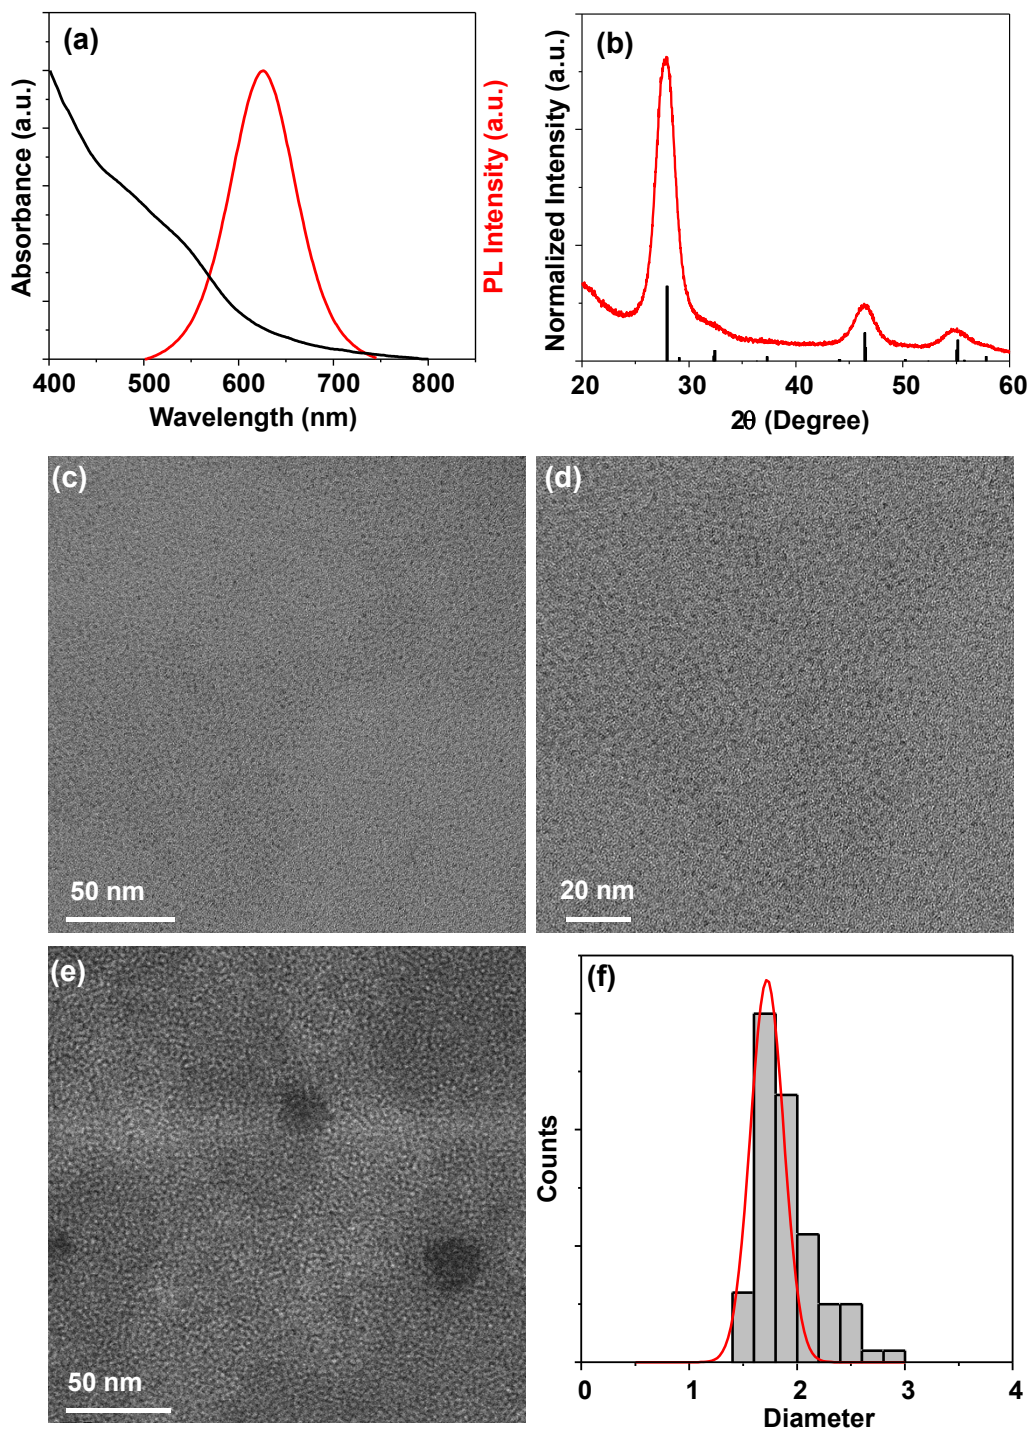 (a)
Absorbance (a.u.)
PL Intensity (a.u.)
400 500 600 700 800
Wavelength (nm)
(b)
Normalized Intensity (a.u.)
20 30 40 50 60
2θ (Degree)
(c)
50 nm
(d)
20 nm
(e)
50 nm
(f)
Counts
0 1 2 3 4
Diameter